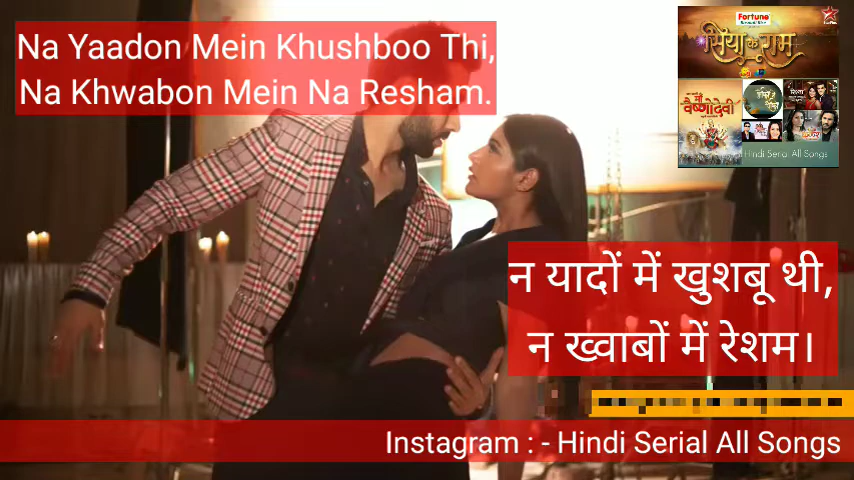 Na Yaadon Mein Khushboo Thi,
Na Khwabon Mein Na Resham.
Fortune
सिया के राम
माँ
वैष्णोदेवी
Hindi Serial All Songs
न यादों में खुशबू थी,
न ख्वाबों में रेशम।
Instagram : - Hindi Serial All Songs